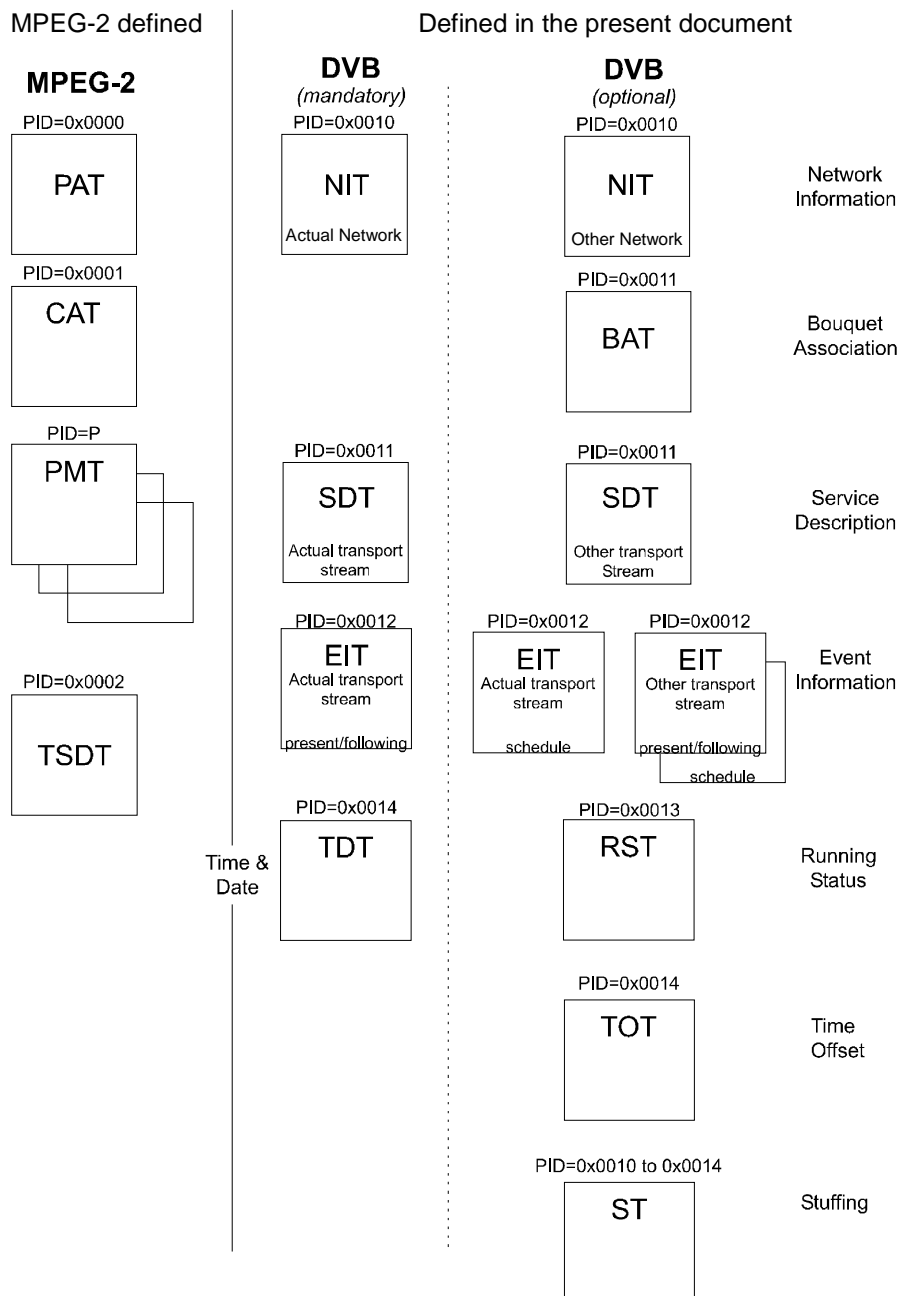 MPEG-2 defined
Defined in the present document
MPEG-2
DVB
(mandatory)
DVB
(optional)
PID=0x0000
PAT
PID=0x0010
NIT
Actual Network
PID=0x0010
NIT
Other Network
Network
Information
PID=0x0001
CAT
PID=0x0011
BAT
Bouquet
Association
PID=P
PMT
PID=0x0011
SDT
Actual transport
stream
PID=0x0011
SDT
Other transport
Stream
Service
Description
PID=0x0002
TSDT
PID=0x0012
EIT
Actual transport
stream
present/following
PID=0x0012
EIT
Actual transport
stream
schedule
PID=0x0012
EIT
Other transport
stream
present/following
schedule
Event
Information
Time &
Date
PID=0x0014
TDT
PID=0x0013
RST
Running
Status
PID=0x0014
TOT
Time
Offset
PID=0x0010 to 0x0014
ST
Stuffing